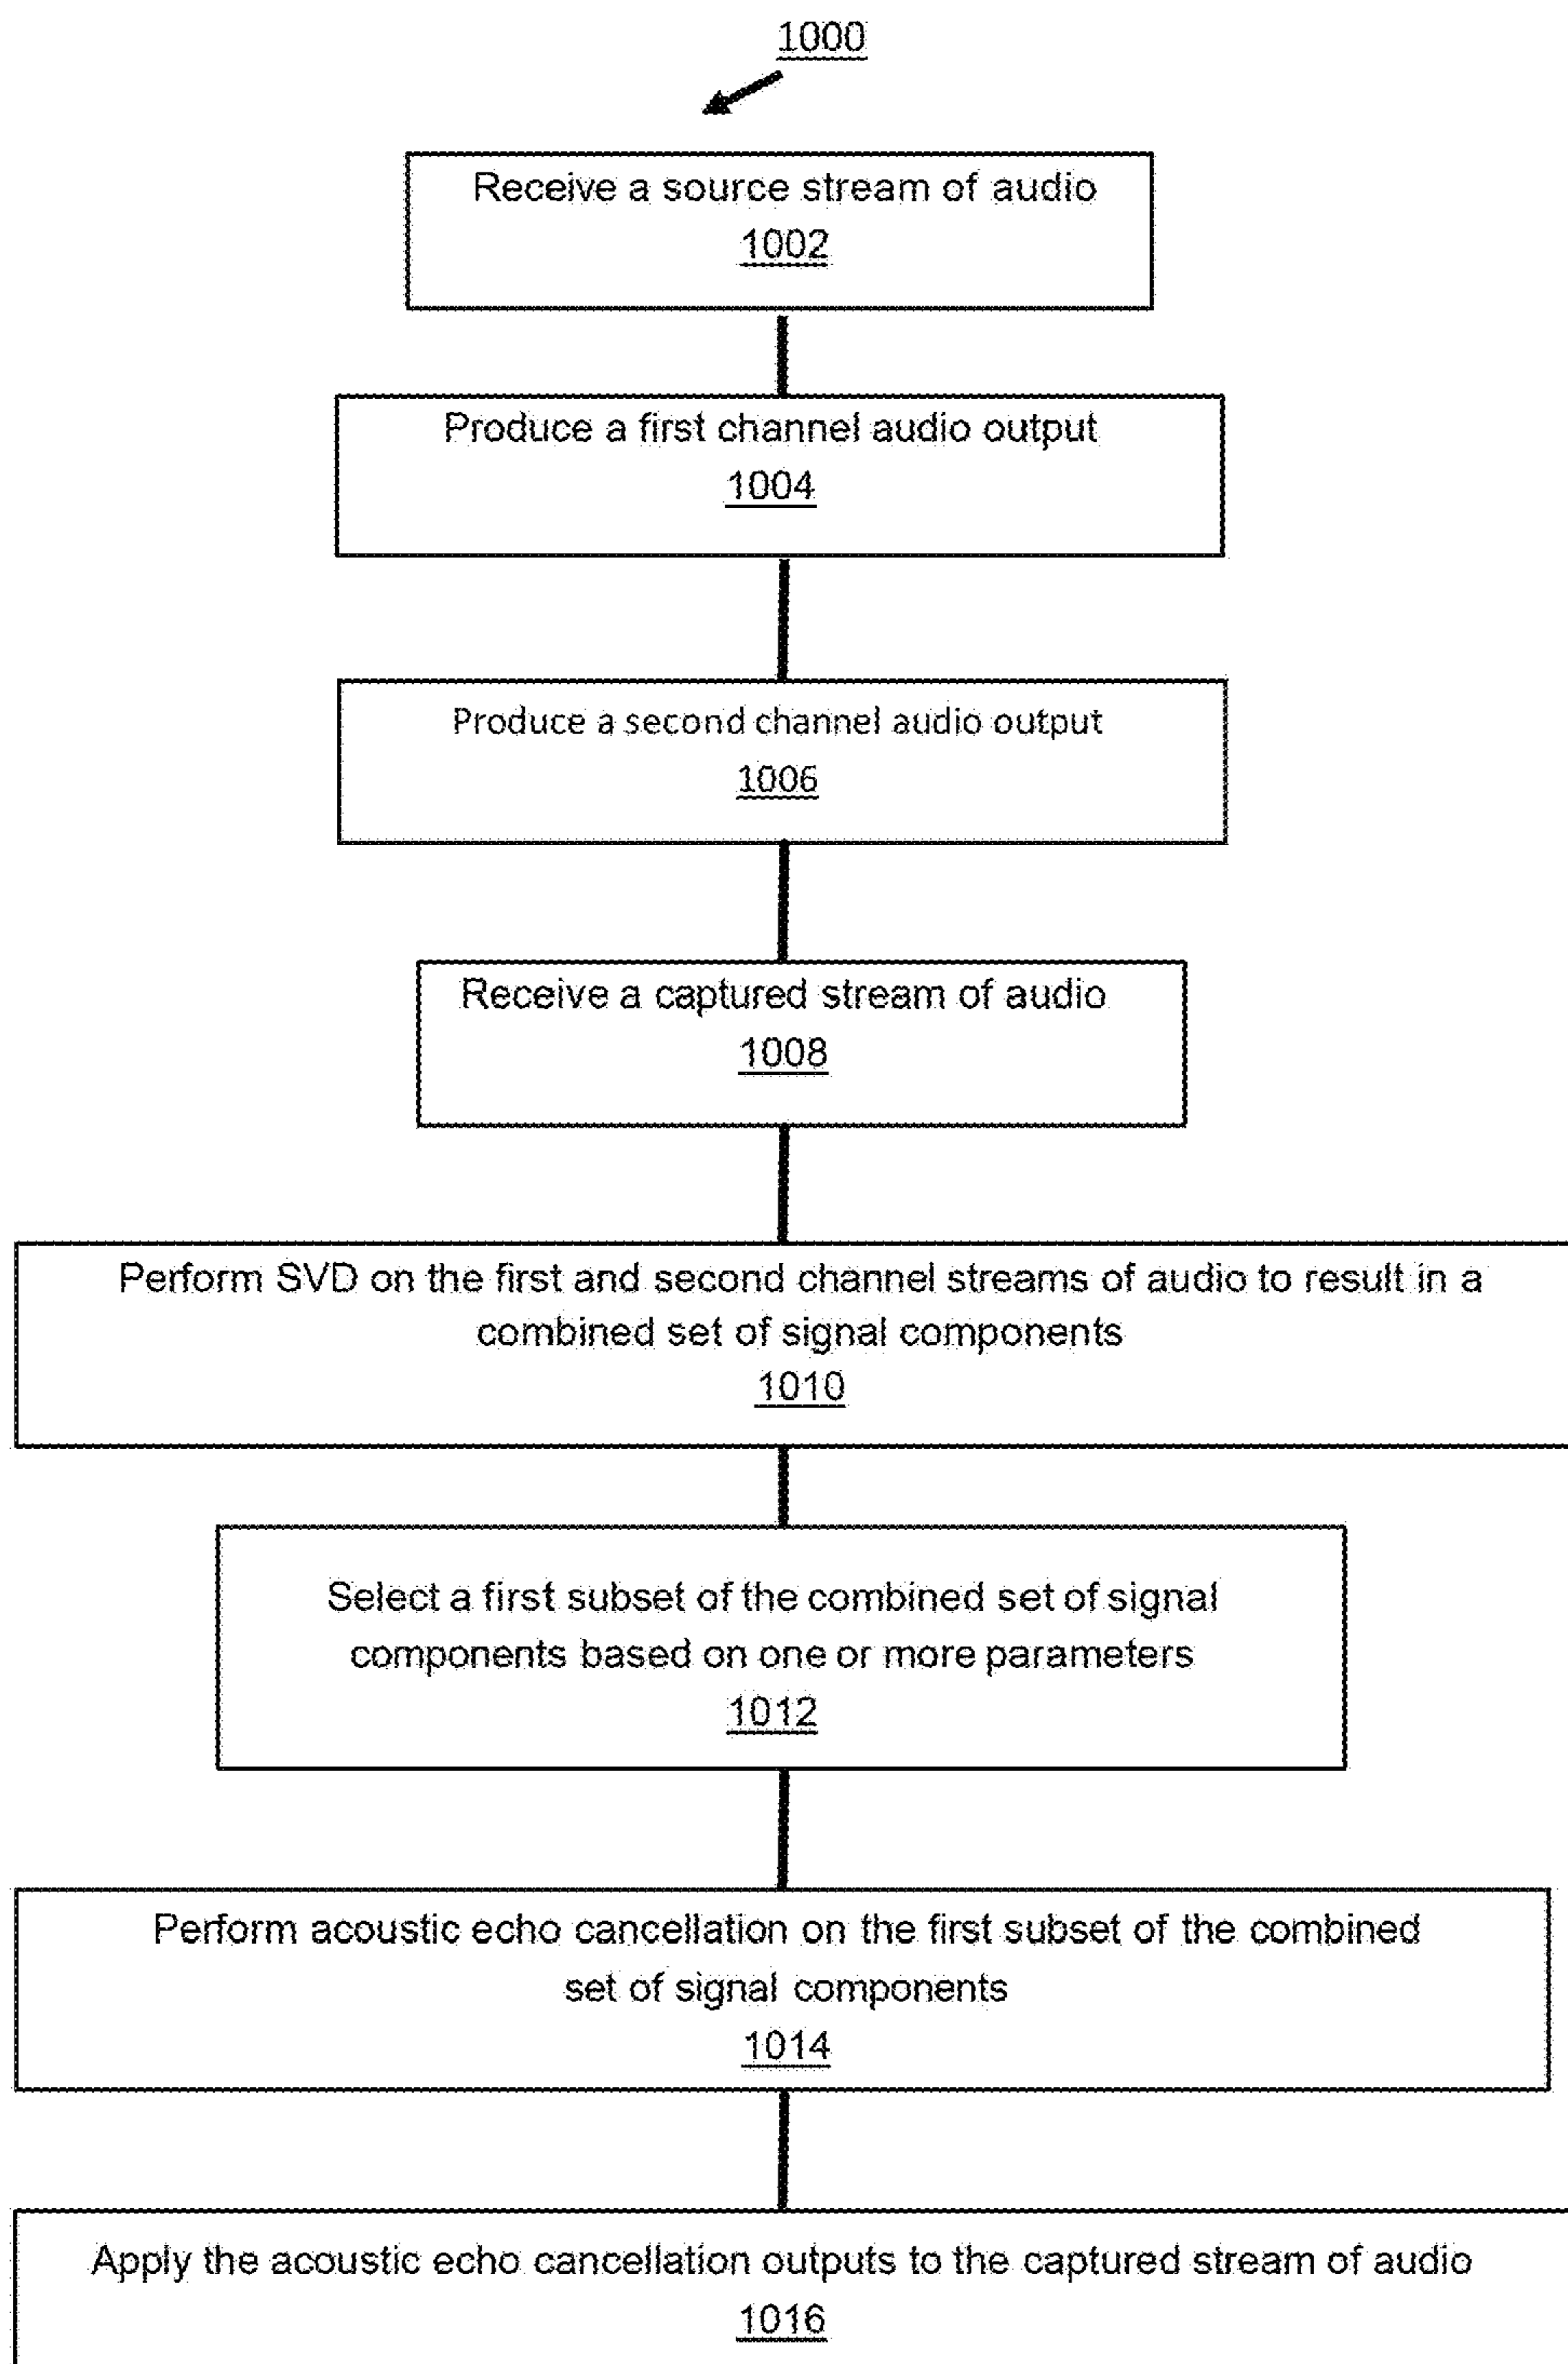 1000
Receive a source stream of audio
1002
Produce a first channel audio output
1004
Produce a second channel audio output
1006
Receive a captured stream of audio
1008
Perform SVD on the first and second channel streams of audio to result in a
combined set of signal components
1010
Select a first subset of the combined set of signal
components based on one or more parameters
1012
Perform acoustic echo cancellation on the first subset of the combined
set of signal components
1014
Apply the acoustic echo cancellation outputs to the captured stream of audio
1016